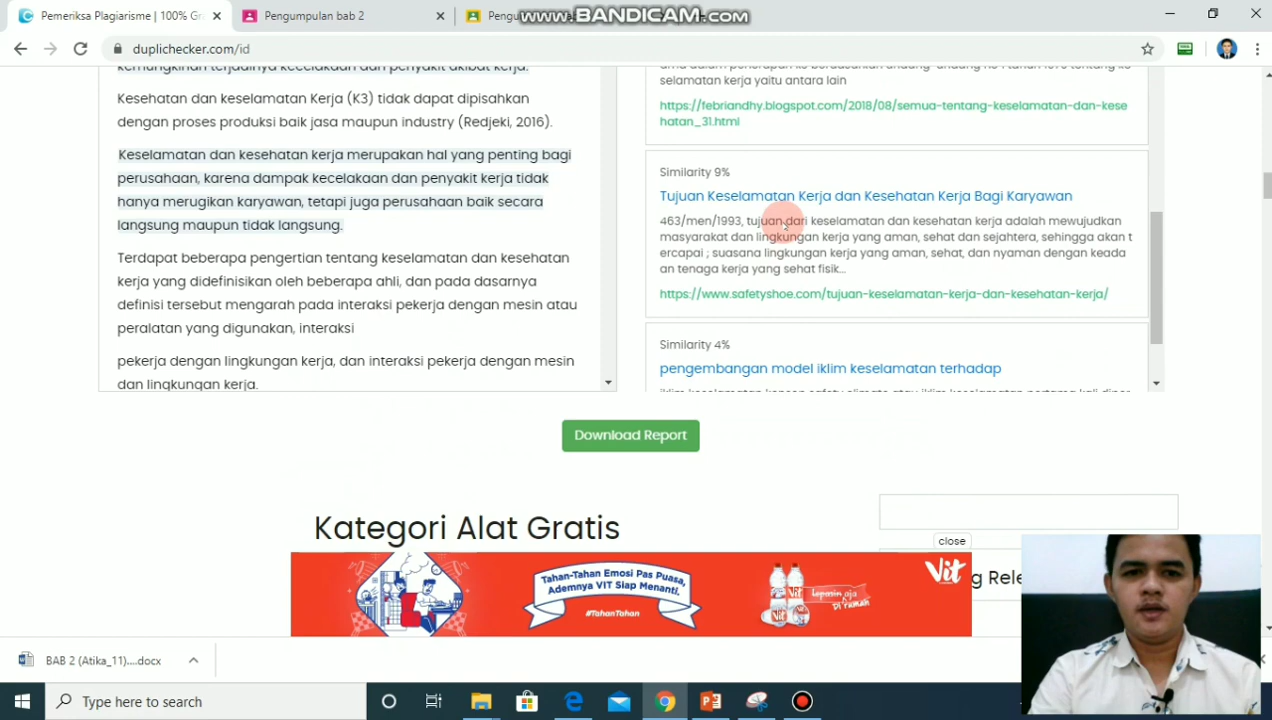 Pemeriksa Plagiarisme | 100% Gr
Pengumpulan bab 2
Pengu
www.BANDICAM.com
duplichecker.com/id
kemungkinan terjadinya kecelakaan dan penyakit akibat kerja.
Kesehatan dan keselamatan Kerja (K3) tidak dapat dipisahkan
dengan proses produksi baik jasa maupun industry (Redjeki, 2016).
Keselamatan dan kesehatan kerja merupakan hal yang penting bagi
perusahaan, karena dampak kecelakaan dan penyakit kerja tidak
hanya merugikan karyawan, tetapi juga perusahaan baik secara
langsung maupun tidak langsung.
Terdapat beberapa pengertian tentang keselamatan dan kesehatan
kerja yang didefinisikan oleh beberapa ahli, dan pada dasarnya
definisi tersebut mengarah pada interaksi pekerja dengan mesin atau
peralatan yang digunakan, interaksi
pekerja dengan lingkungan kerja, dan interaksi pekerja dengan mesin
dan lingkungan kerja.
selamatan kerja yaitu antara lain
https://febriandhy.blogspot.com/2018/08/semua-tentang-keselamatan-dan-kese
hatan_31.html
Similarity 9%
Tujuan Keselamatan Kerja dan Kesehatan Kerja Bagi Karyawan
463/men/1993, tujuan dari keselamatan dan kesehatan kerja adalah mewujudkan
masyarakat dan lingkungan kerja yang aman, sehat dan sejahtera, sehingga akan t
ercapai ; suasana lingkungan kerja yang aman, sehat, dan nyaman dengan keada
an tenaga kerja yang sehat fisik...
https://www.safetyshoe.com/tujuan-keselamatan-kerja-dan-kesehatan-kerja/
Similarity 4%
pengembangan model iklim keselamatan terhadap
Download Report
Kategori Alat Gratis
close
Tahan-Tahan Emosi Pas Puasa,
Ademnya VIT Siap Menanti.
#TahanTahan
Vit
Di rumah
g Rele
BAB 2 (Atika_11)....docx
Type here to search